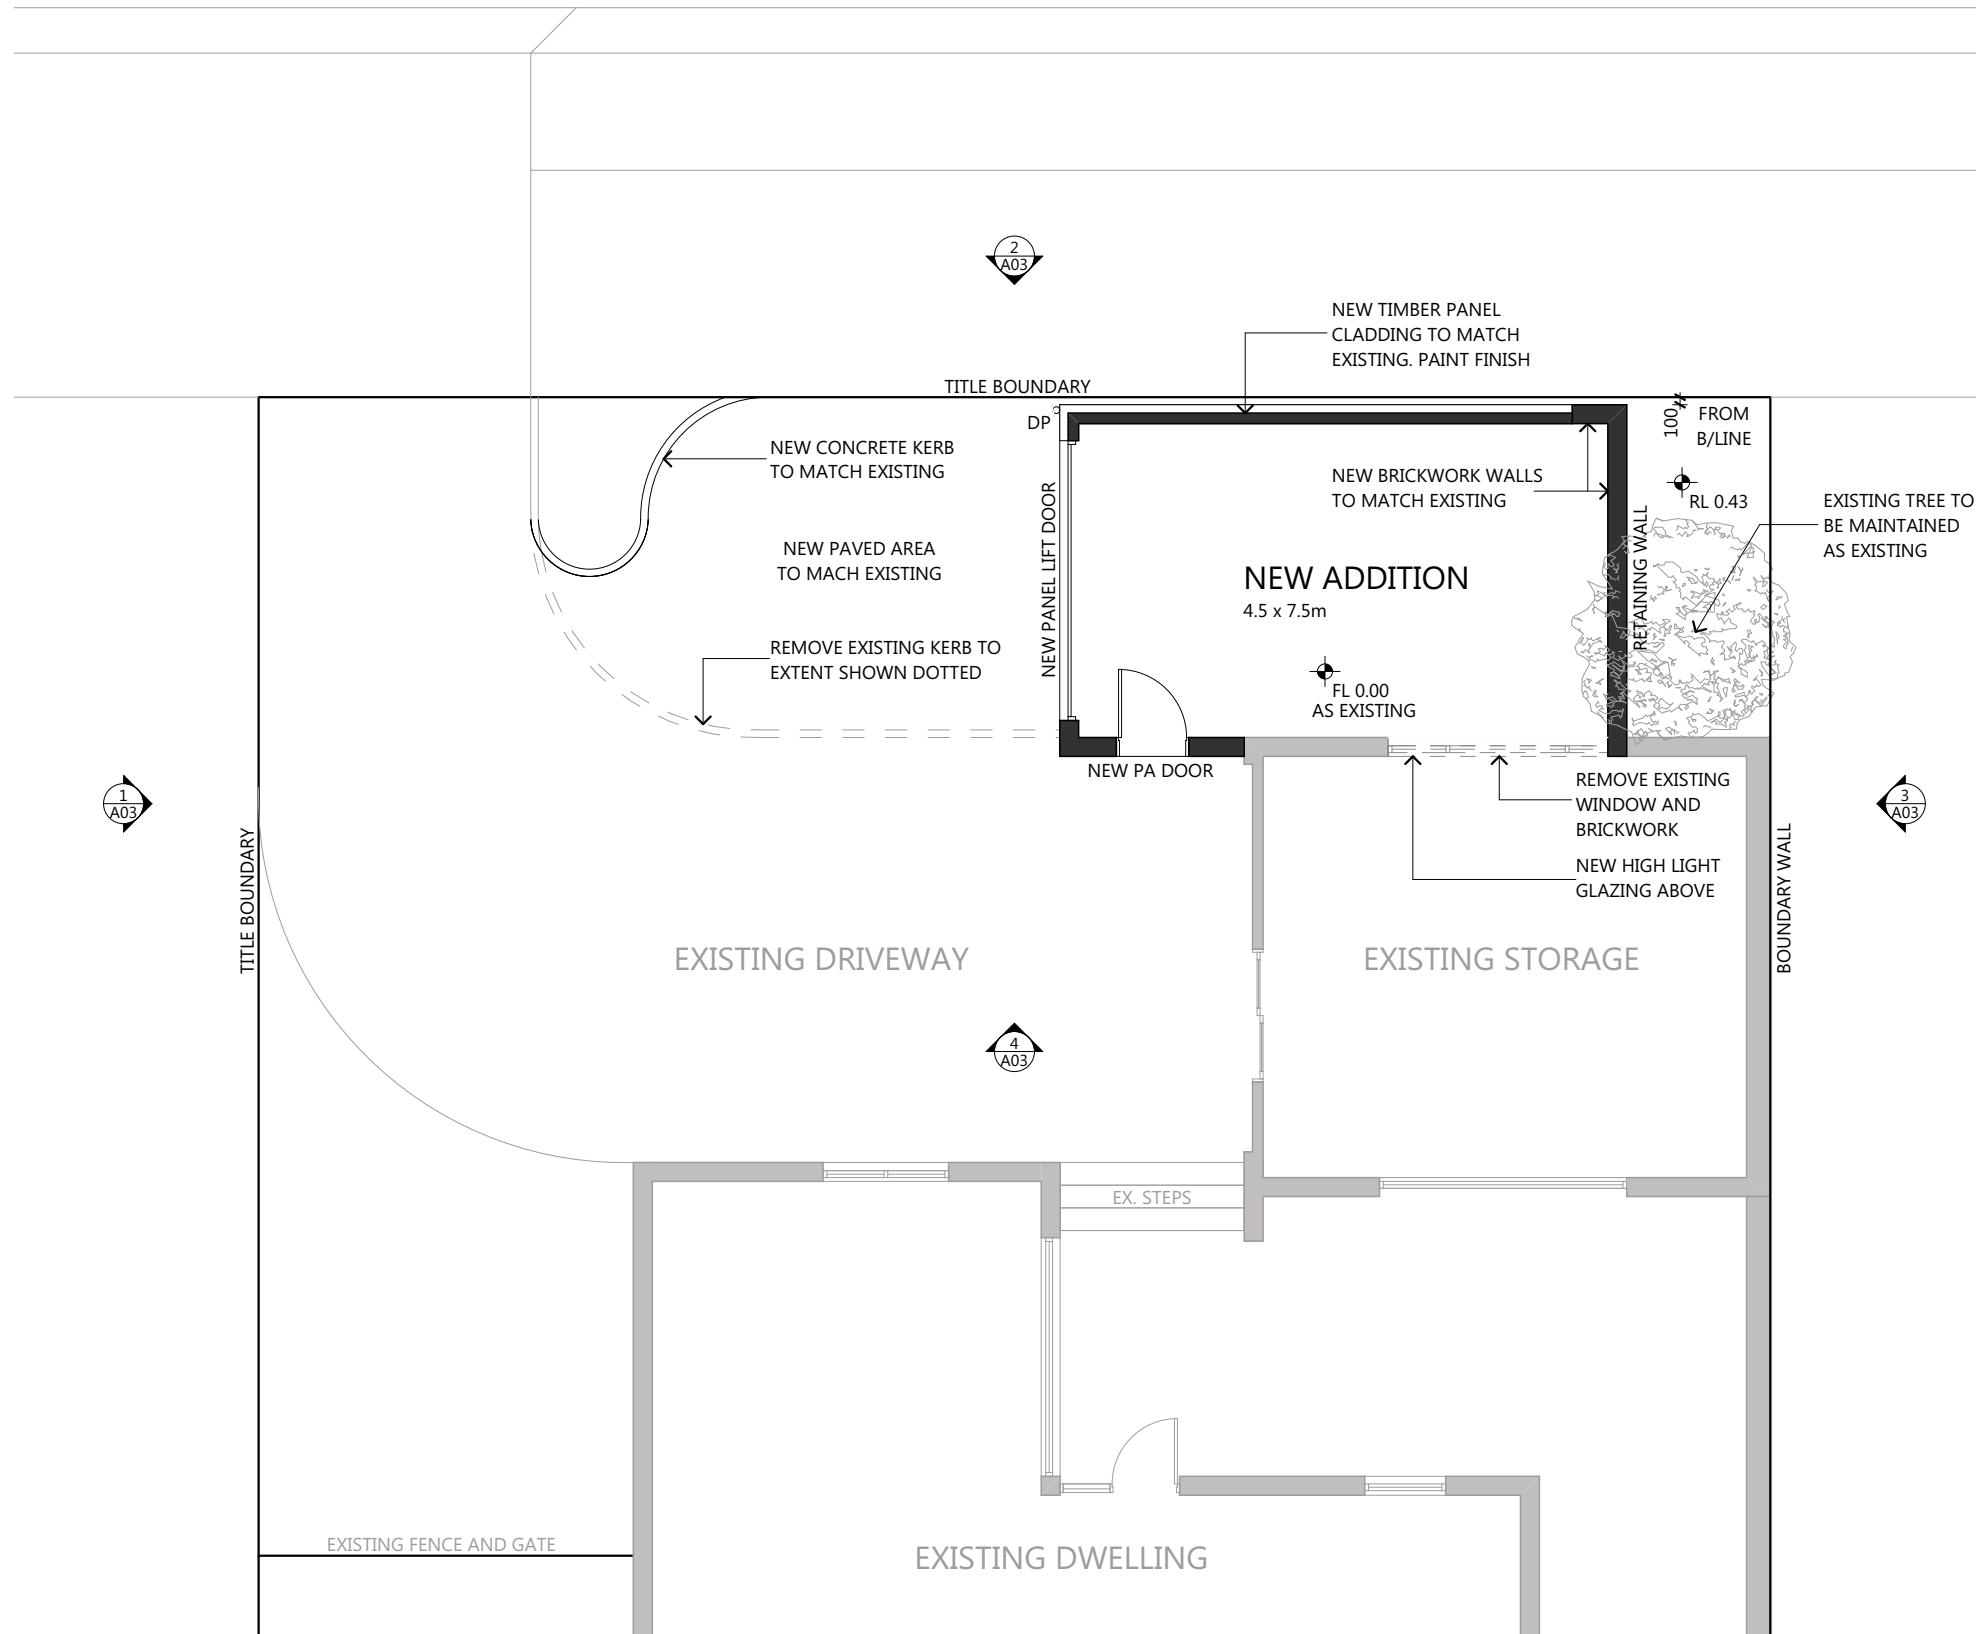 2
A03
NEW TIMBER PANEL
CLADDING TO MATCH
EXISTING. PAINT FINISH
TITLE BOUNDARY
DP
100
FROM
B/LINE
NEW CONCRETE KERB
TO MATCH EXISTING
NEW BRICKWORK WALLS
TO MATCH EXISTING
RL 0.43
EXISTING TREE TO
BE MAINTAINED
AS EXISTING
NEW PANEL LIFT DOOR
RETAINING WALL
NEW PAVED AREA
TO MACH EXISTING
NEW ADDITION
4.5 x 7.5m
REMOVE EXISTING KERB TO
EXTENT SHOWN DOTTED
FL 0.00
AS EXISTING
NEW PA DOOR
REMOVE EXISTING
WINDOW AND
BRICKWORK
1
A03
3
A03
NEW HIGH LIGHT
GLAZING ABOVE
TITLE BOUNDARY
BOUNDARY WALL
EXISTING DRIVEWAY
EXISTING STORAGE
4
A03
EX. STEPS
EXISTING FENCE AND GATE
EXISTING DWELLING